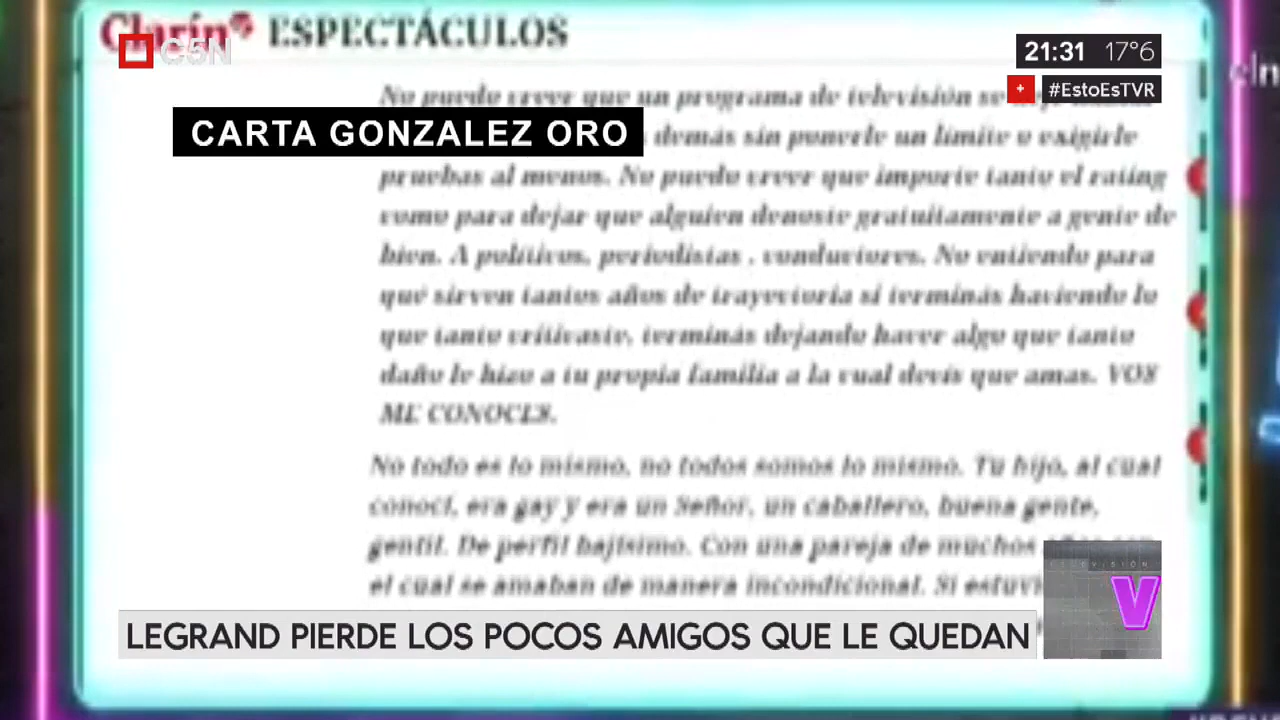 Clarín ESPECTÁCULOS
C5N
21:31 17°6
#EstoEsTVR
No puedo creer que un programa de televisión se
CARTA GONZALEZ ORO
demás sin ponerle un límite o exigirle
pruebas al menos. No puedo creer que importe tanto el rating
como para dejar que alguien denoste gratuitamente a gente de
bien. A políticos, periodistas , conductores. No entiendo para
qué sirven tantos años de trayectoria si terminás haciendo lo
que tanto criticaste, terminás dejando hacer algo que tanto
daño le hizo a tu propia familia a la cual decís que amas. VOS
ME CONOCES.
No todo es lo mismo, no todos somos lo mismo. Tu hijo, al cual
conocí, era gay y era un Señor, un caballero, buena gente,
gentil. De perfil bajísimo. Con una pareja de muchos años con
el cual se amaban de manera incondicional. Si
V
LEGRAND PIERDE LOS POCOS AMIGOS QUE LE QUEDAN